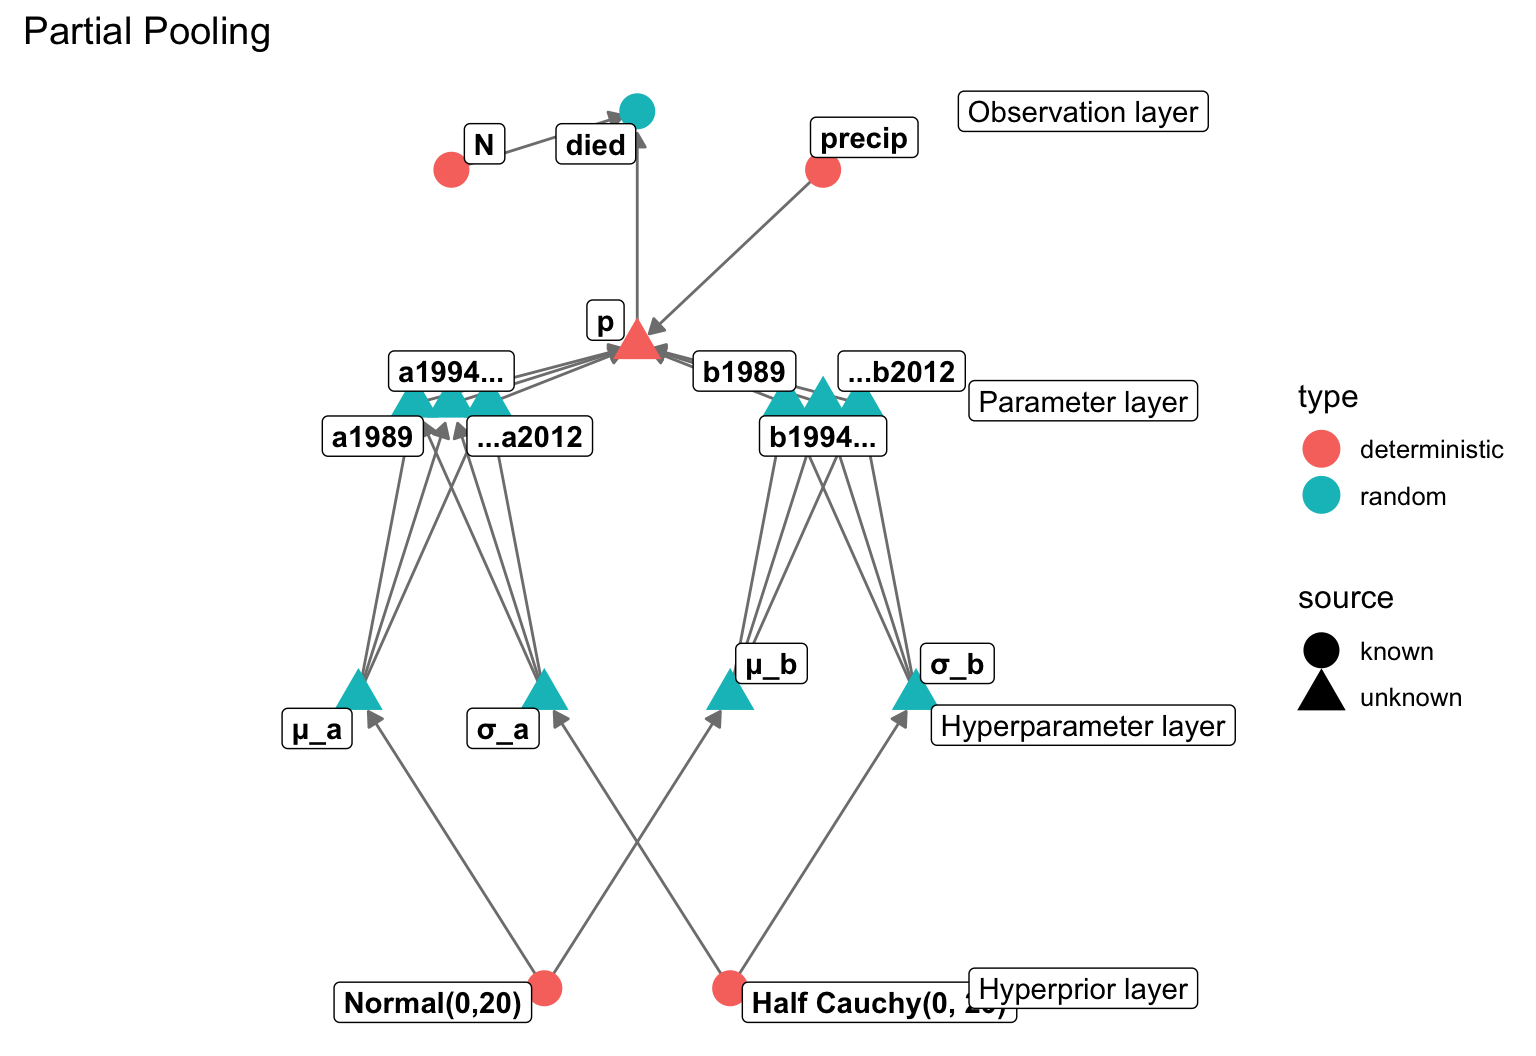 Partial Pooling
Observation layer
N
died
precip
p
a1994...
b1989
...b2012
Parameter layer
a1989
...a2012
b1994...
type
deterministic
random
source
known
unknown
μ_b
σ_b
μ_a
σ_a
Hyperparameter layer
Normal(0,20)
Half Cauchy(0, 20)
Hyperprior layer